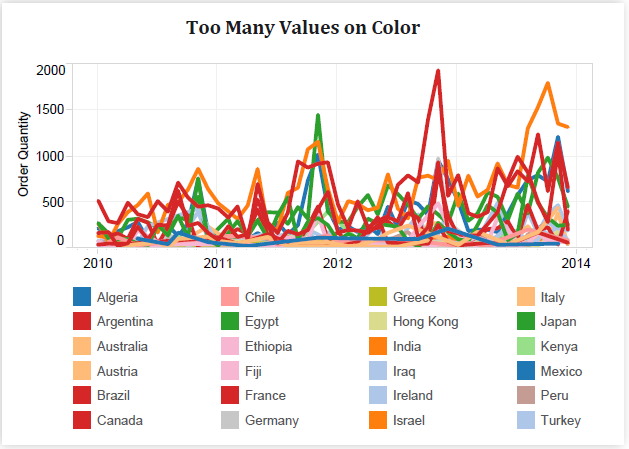 Too Many Values on Color
2000
1500
1000
500
0
Order Quantity
2010 2011 2012 2013 2014
Algeria Chile Greece Italy
Argentina Egypt Hong Kong Japan
Australia Ethiopia India Kenya
Austria Fiji Iraq Mexico
Brazil France Ireland Peru
Canada Germany Israel Turkey